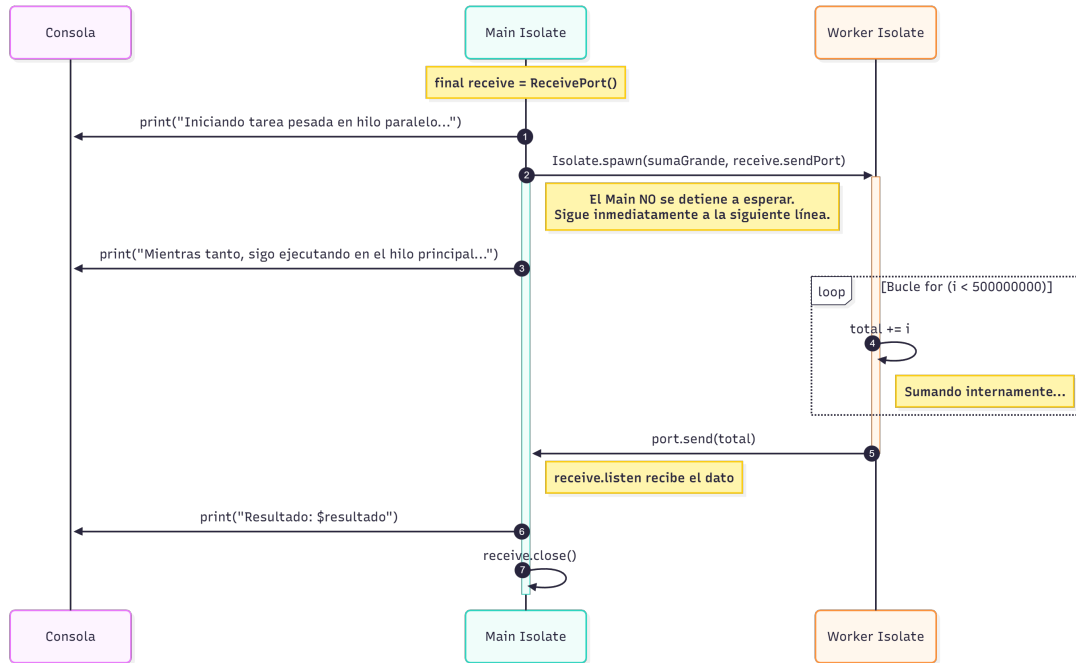 Consola
Main Isolate
Worker Isolate
final receive = ReceivePort()
print("Iniciando tarea pesada en hilo paralelo...")
1
Isolate.spawn(sumaGrande, receive.sendPort)
2
El Main NO se detiene a esperar.
Sigue inmediatamente a la siguiente línea.
print("Mientras tanto, sigo ejecutando en el hilo principal...")
3
loop
[Bucle for (i < 500000000)]
total += i
4
Sumando internamente...
port.send(total)
5
receive.listen recibe el dato
print("Resultado: $resultado")
6
receive.close()
7
Consola
Main Isolate
Worker Isolate